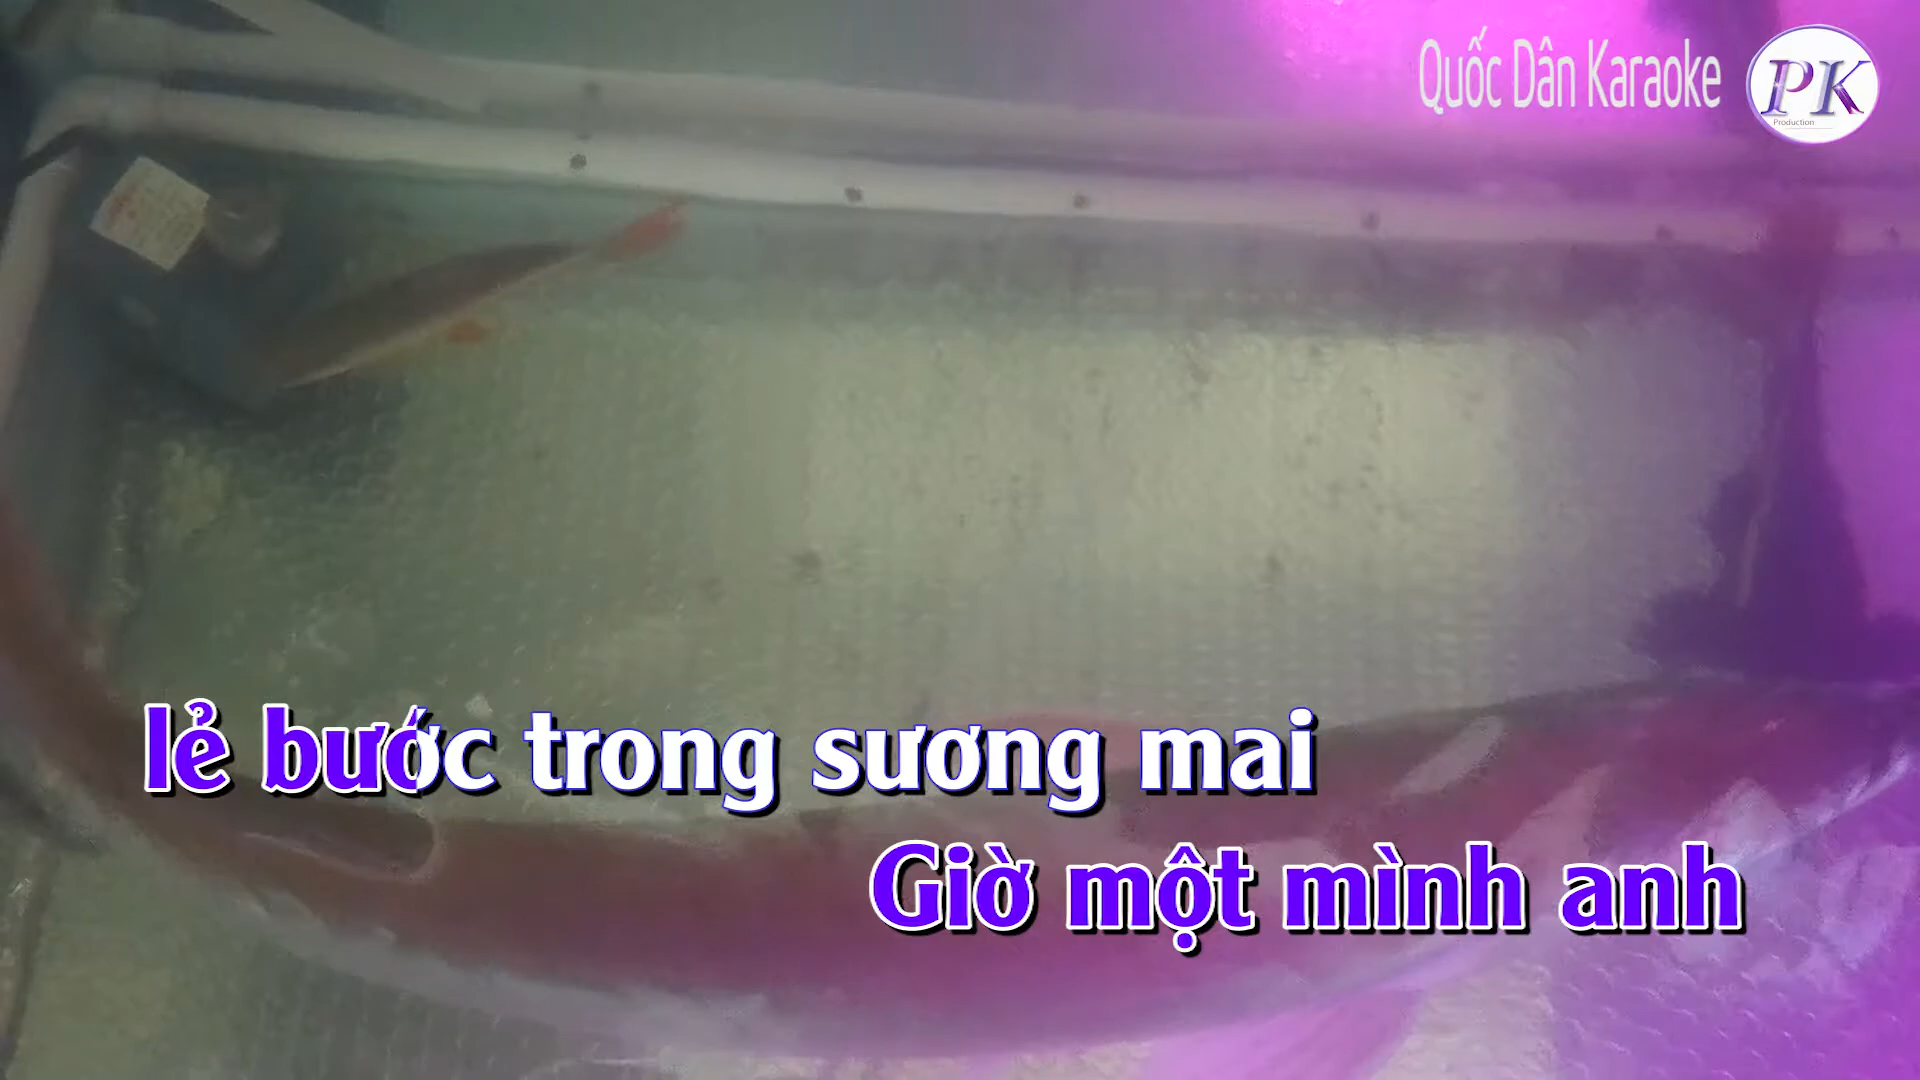 Quốc Dân Karaoke
PK
Production
lẻ bước trong sương mai
Giờ một mình anh